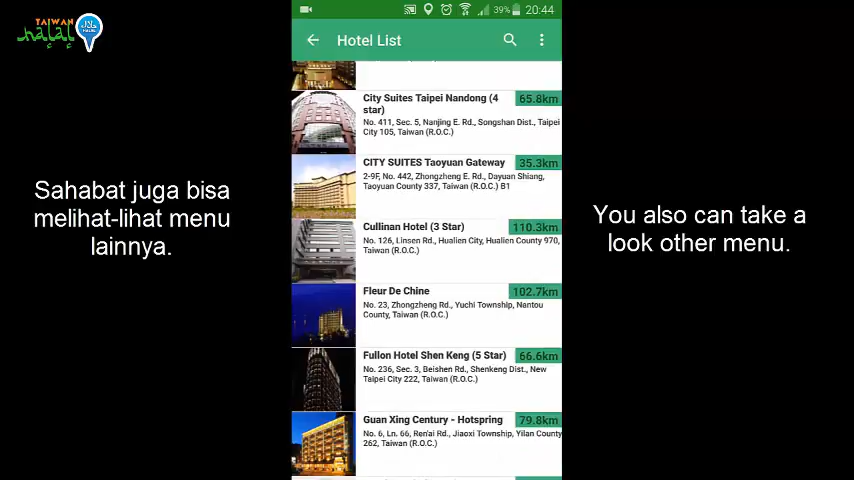 TAIWAN
halal
HALAL
39%
20:44
Hotel List
City Suites Taipei Nandong (4
star)
65.8km
No. 411, Sec. 5, Nanjing E. Rd., Songshan Dist., Taipei
City 105, Taiwan (R.O.C.)
CITY SUITES Taoyuan Gateway
35.3km
2-9F, No. 442, Zhongzheng E. Rd., Dayuan Shiang,
Taoyuan County 337, Taiwan (R.O.C.) B1
Cullinan Hotel (3 Star)
110.3km
No. 126, Linsen Rd., Hualien City, Hualien County 970,
Taiwan (R.O.C.)
Fleur De Chine
102.7km
No. 23, Zhongzheng Rd., Yuchi Township, Nantou
County, Taiwan (R.O.C.)
Fullon Hotel Shen Keng (5 Star)
66.6km
No. 236, Sec. 3, Beishen Rd., Shenkeng Dist., New
Taipei City 222, Taiwan (R.O.C.)
Guan Xing Century - Hotspring
79.8km
No. 6, Ln. 66, Ren'ai Rd., Jiaoxi Township, Yilan County
262, Taiwan (R.O.C.)
Sahabat juga bisa
melihat-lihat menu
lainnya.
You also can take a
look other menu.